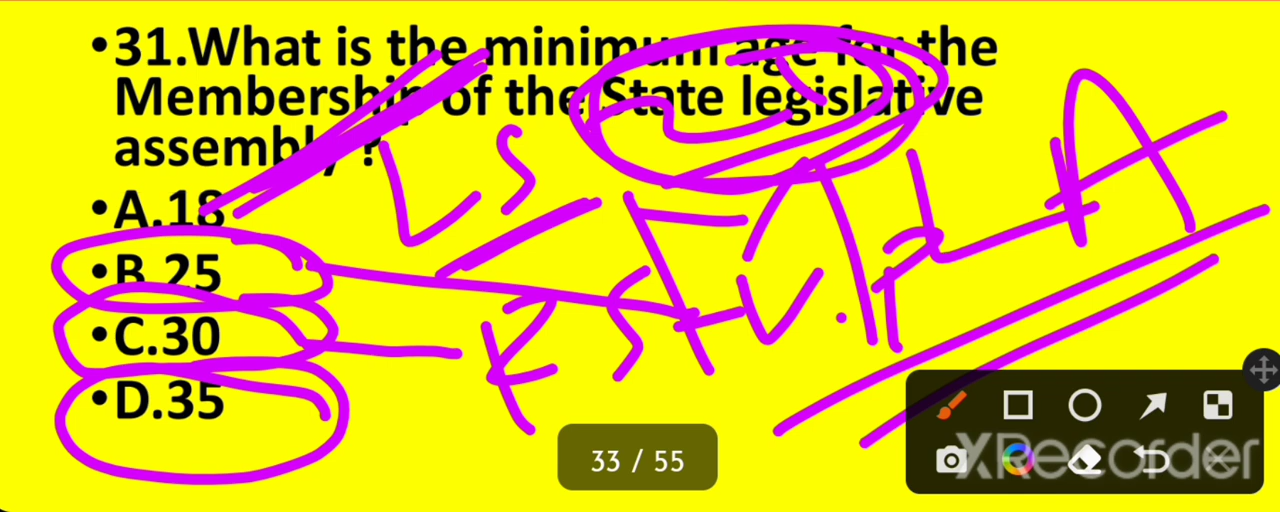 •31.What is the minimum age for the
Membership of the State legislative
assembly ?
•A.18
•B.25
•C.30
•D.35
LS
RS
33 / 55
XRecorder